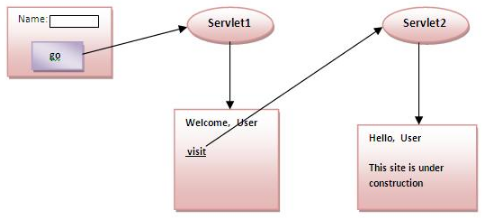 Name:
go
Servlet1
Servlet2
Welcome, User
visit
Hello, User
This site is under
construction